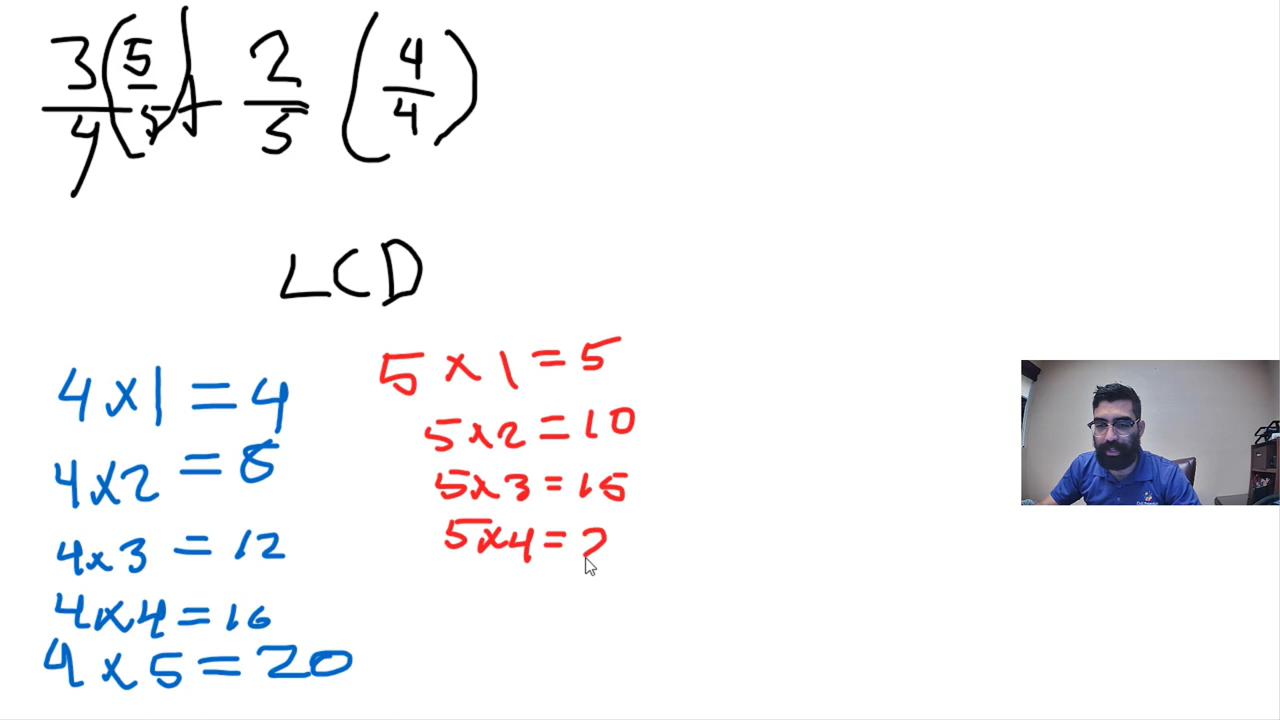 3/4 (5/5) + 2/5 (4/4)
LCD
4 x 1 = 4
4 x 2 = 8
4 x 3 = 12
4 x 4 = 16
4 x 5 = 20
5 x 1 = 5
5 x 2 = 10
5 x 3 = 15
5 x 4 = 2